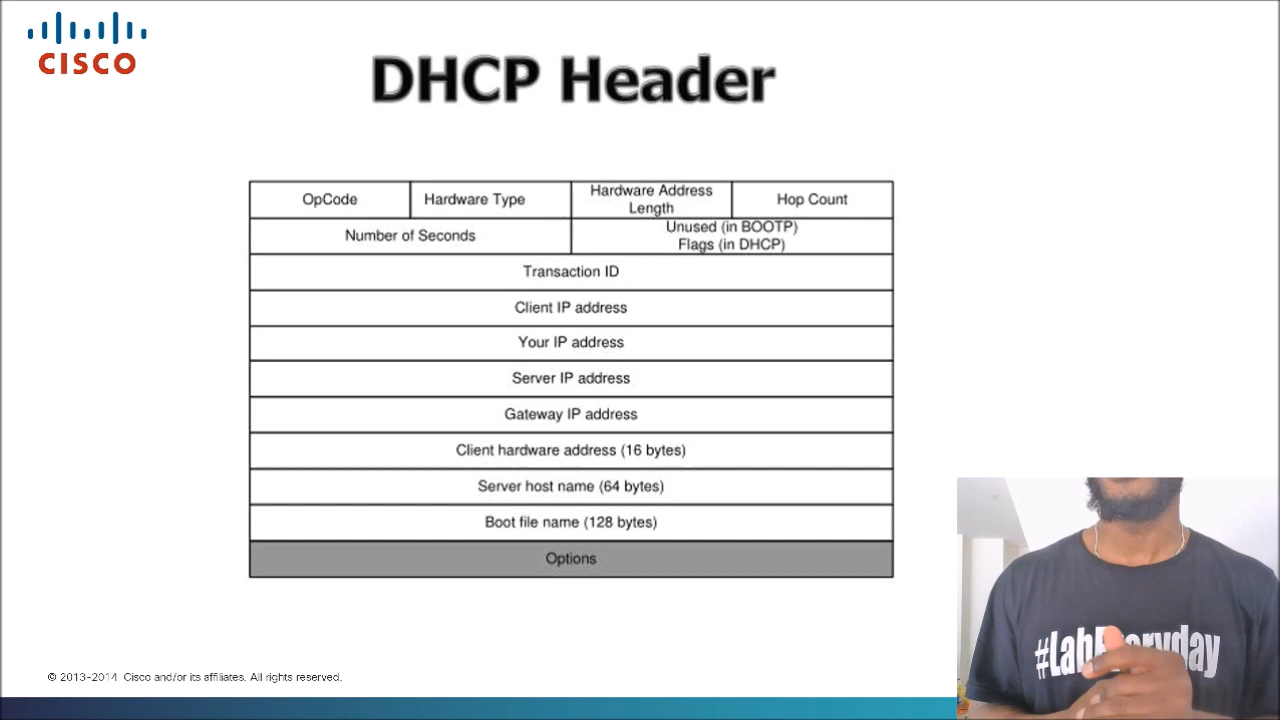 CISCO
DHCP Header
OpCode
Hardware Type
Hardware Address
Length
Hop Count
Number of Seconds
Unused (in BOOTP)
Flags (in DHCP)
Transaction ID
Client IP address
Your IP address
Server IP address
Gateway IP address
Client hardware address (16 bytes)
Server host name (64 bytes)
Boot file name (128 bytes)
Options
#LabEveryday
© 2013-2014 Cisco and/or its affiliates. All rights reserved.